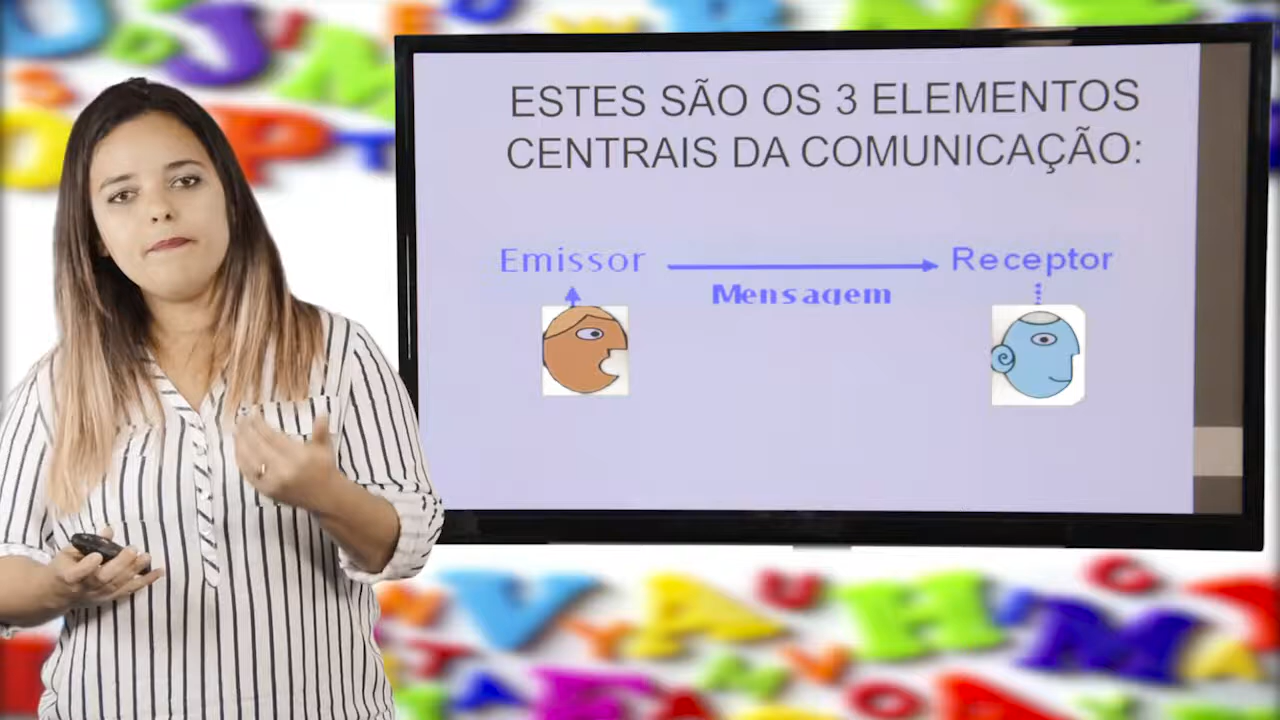 ESTES SÃO OS 3 ELEMENTOS
CENTRAIS DA COMUNICAÇÃO:
Emissor
Receptor
Mensagem